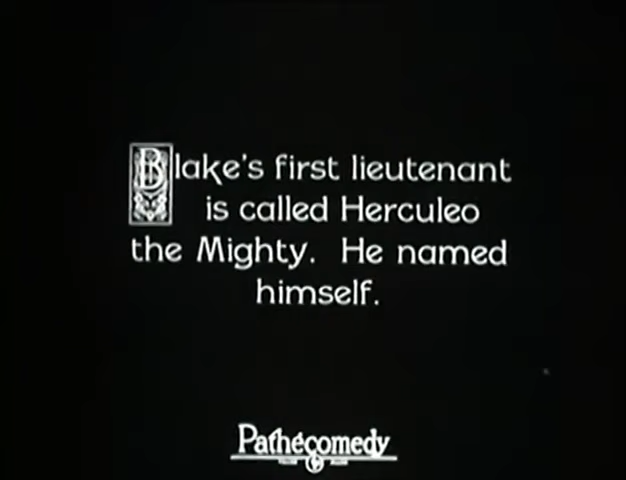 Blake's first lieutenant
is called Herculeo
the Mighty. He named
himself.
Pathécomedy